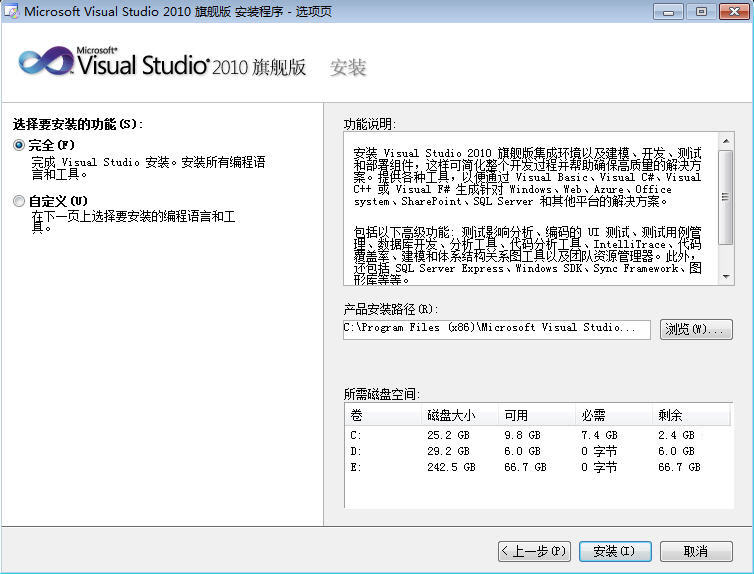 Microsoft Visual Studio 2010 旗舰版 安装程序 - 选项页
Microsoft®
Visual Studio® 2010 旗舰版 安装
选择要安装的功能(S):
完全(F)
完成 Visual Studio 安装。安装所有编程语
言和工具。
自定义(U)
在下一页上选择要安装的编程语言和工
具。
功能说明:
安装 Visual Studio 2010 旗舰版集成环境以及建模、开发、测试
和部署组件，这样可简化整个开发过程并帮助确保高质量的解决方
案。提供各种工具，以便通过 Visual Basic、Visual C#、Visual
C++ 或 Visual F# 生成针对 Windows、Web、Azure、Office
system、SharePoint、SQL Server 和其他平台的解决方案。
包括以下高级功能: 测试影响分析、编码的 UI 测试、测试用例管
理、数据库开发、分析工具、代码分析工具、IntelliTrace、代码
覆盖率、建模和体系结构关系图工具以及团队资源管理器。此外，
还包括 SQL Server Express、Windows SDK、Sync Framework、图
形库等等。
产品安装路径(R):
C:\Program Files (x86)\Microsoft Visual Studio...
浏览(W)...
所需磁盘空间:
卷 磁盘大小 可用 必需 剩余
C: 25.2 GB 9.8 GB 7.4 GB 2.4 GB
D: 29.2 GB 6.0 GB 0 字节 6.0 GB
E: 242.5 GB 66.7 GB 0 字节 66.7 GB
< 上一步(P)
安装(I)
取消